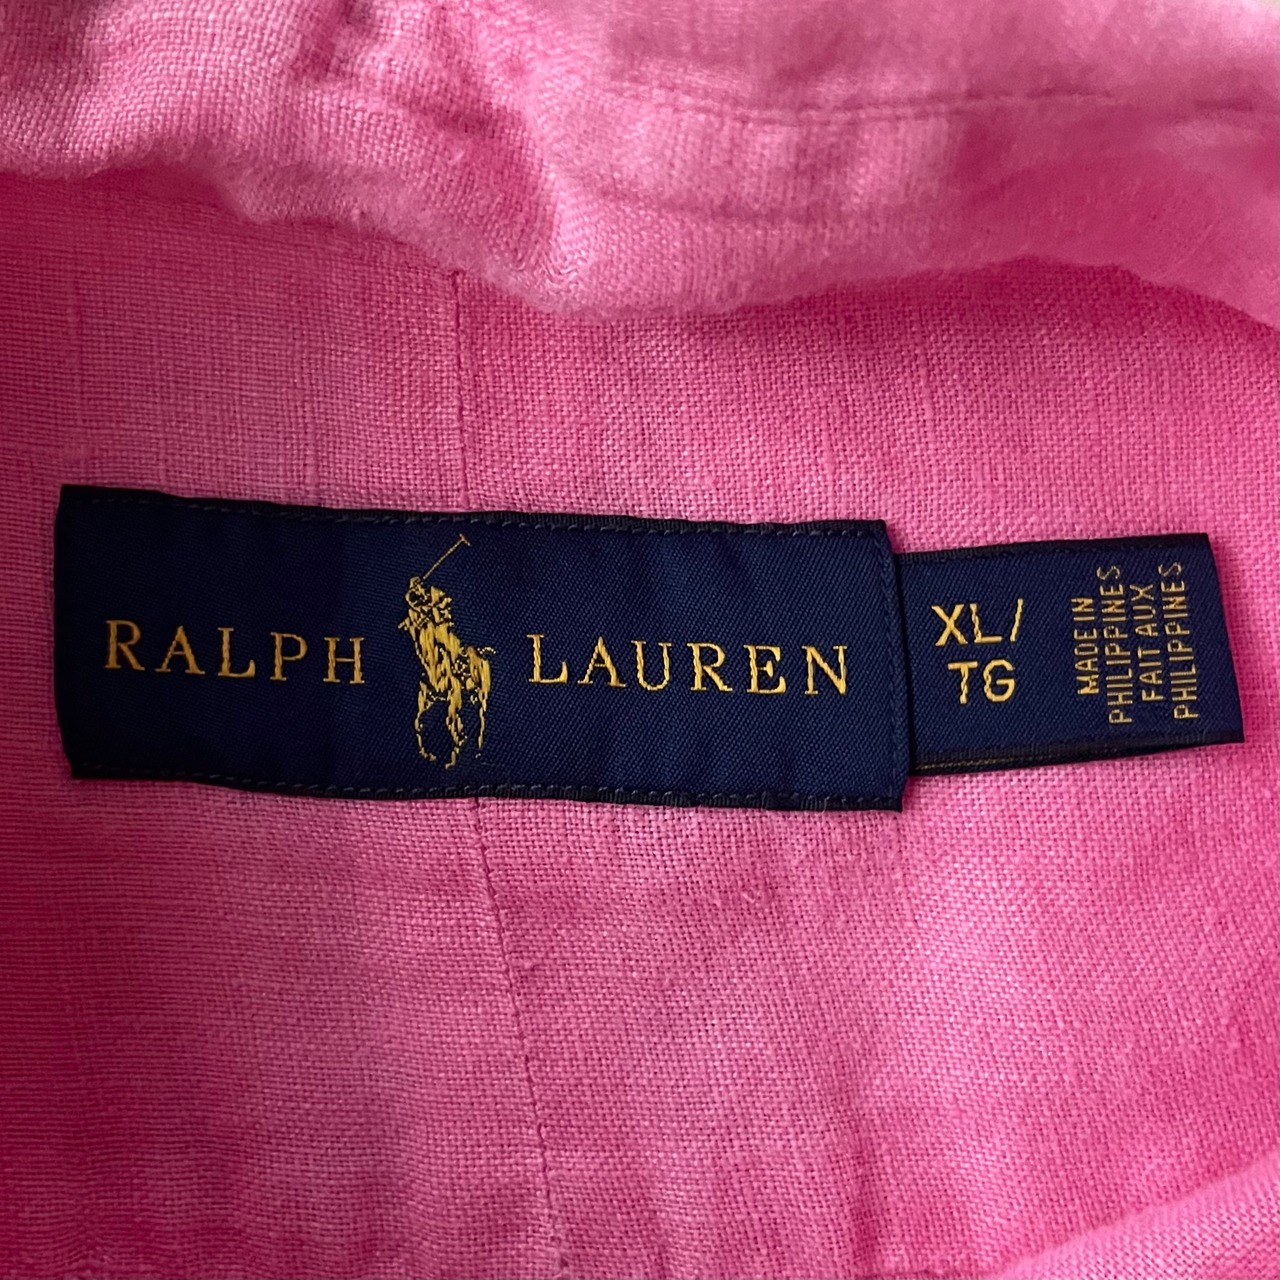 RALPH LAUREN
XL/
TG
MADE IN
PHILIPPINES
FAIT AUX
PHILIPPINES